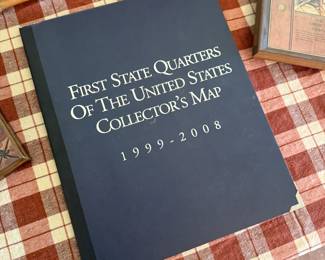 FIRST STATE QUARTERS
OF THE UNITED STATES
COLLECTOR'S MAP
1999-2008